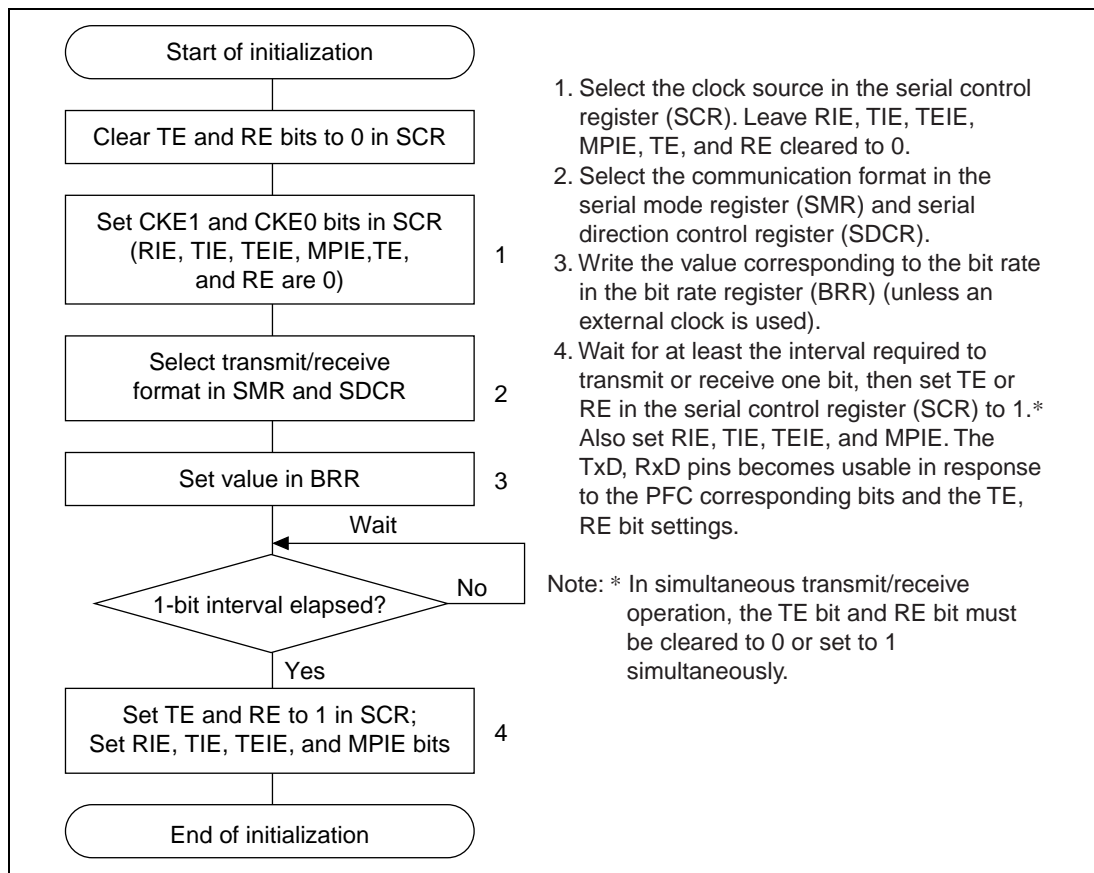 Start of initialization
Clear TE and RE bits to 0 in SCR
Set CKE1 and CKE0 bits in SCR
(RIE, TIE, TEIE, MPIE,TE,
and RE are 0)
1
Select transmit/receive
format in SMR and SDCR
2
Set value in BRR
3
Wait
1-bit interval elapsed?
No
Yes
Set TE and RE to 1 in SCR;
Set RIE, TIE, TEIE, and MPIE bits
4
End of initialization
1. Select the clock source in the serial control
register (SCR). Leave RIE, TIE, TEIE,
MPIE, TE, and RE cleared to 0.
2. Select the communication format in the
serial mode register (SMR) and serial
direction control register (SDCR).
3. Write the value corresponding to the bit rate
in the bit rate register (BRR) (unless an
external clock is used).
4. Wait for at least the interval required to
transmit or receive one bit, then set TE or
RE in the serial control register (SCR) to 1.*
Also set RIE, TIE, TEIE, and MPIE. The
TxD, RxD pins becomes usable in response
to the PFC corresponding bits and the TE,
RE bit settings.
Note: * In simultaneous transmit/receive
operation, the TE bit and RE bit must
be cleared to 0 or set to 1
simultaneously.